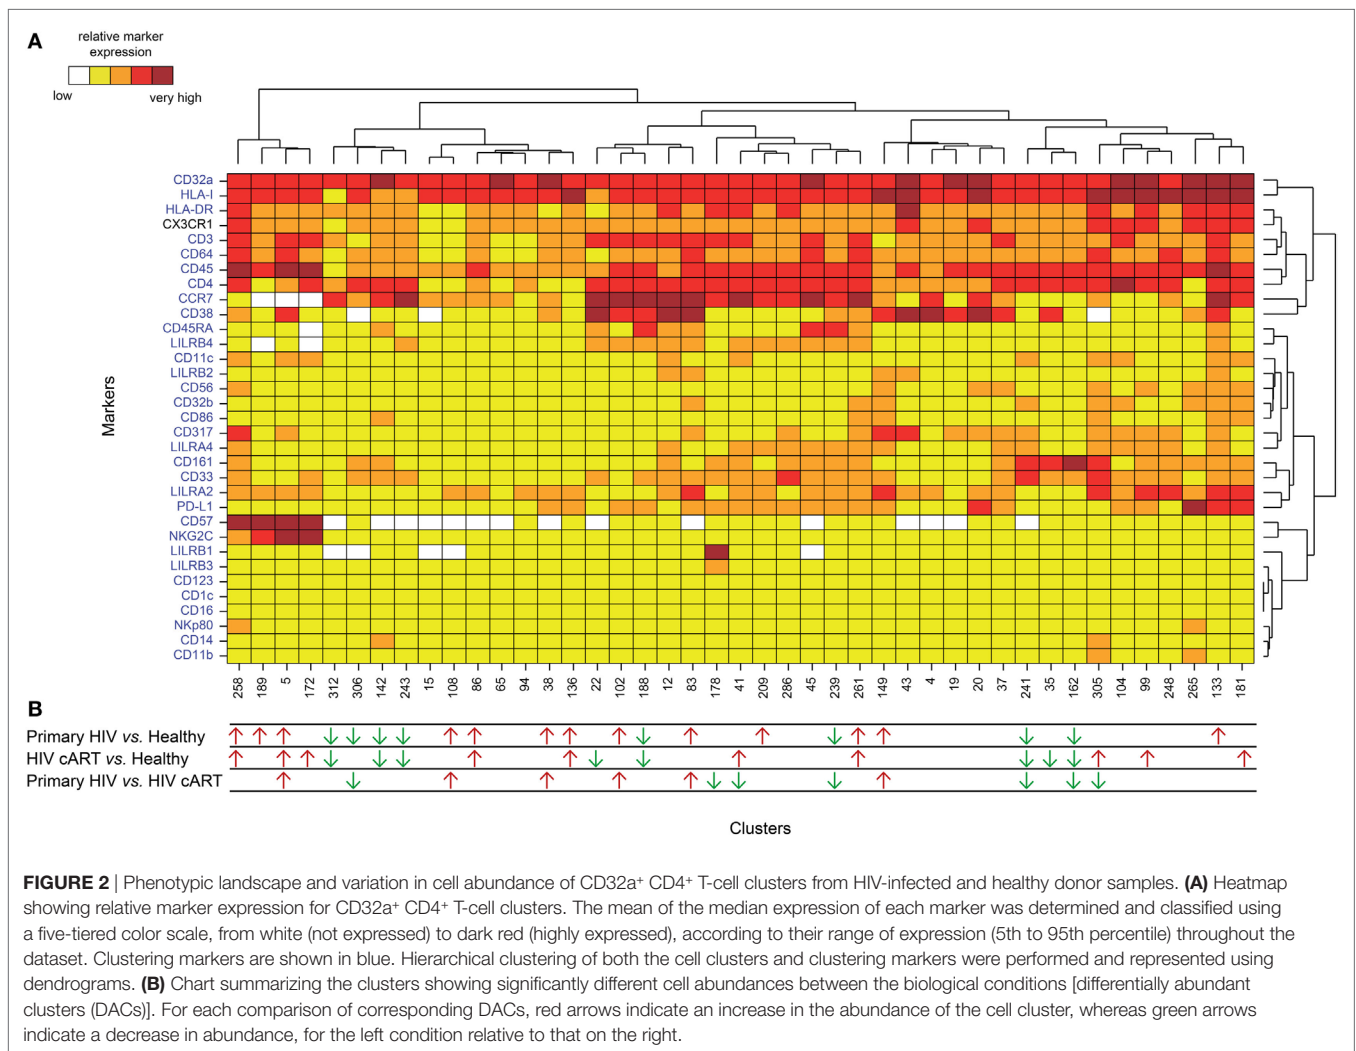 A
relative marker
expression
low
very high
CD32a
HLA-I
HLA-DR
CX3CR1
CD3
CD64
CD45
CD4
CCR7
CD38
CD45RA
LILRB4
CD11c
LILRB2
CD56
CD32b
CD86
CD317
LILRA4
CD161
CD33
LILRA2
PD-L1
CD57
NKG2C
LILRB1
LILRB3
CD123
CD1c
CD16
NKp80
CD14
CD11b
Markers
258 189 5 172 312 306 142 243 15 108 86 65 94 38 136 22 102 188 12 83 178 41 209 286 45 239 261 149 43 4 19 20 37 241 35 162 305 104 99 248 265 133 181
B
Primary HIV vs. Healthy
HIV cART vs. Healthy
Primary HIV vs. HIV cART
Clusters
FIGURE 2 | Phenotypic landscape and variation in cell abundance of CD32a+ CD4+ T-cell clusters from HIV-infected and healthy donor samples. (A) Heatmap
showing relative marker expression for CD32a+ CD4+ T-cell clusters. The mean of the median expression of each marker was determined and classified using
a five-tiered color scale, from white (not expressed) to dark red (highly expressed), according to their range of expression (5th to 95th percentile) throughout the
dataset. Clustering markers are shown in blue. Hierarchical clustering of both the cell clusters and clustering markers were performed and represented using
dendrograms. (B) Chart summarizing the clusters showing significantly different cell abundances between the biological conditions [differentially abundant
clusters (DACs)]. For each comparison of corresponding DACs, red arrows indicate an increase in the abundance of the cell cluster, whereas green arrows
indicate a decrease in abundance, for the left condition relative to that on the right.